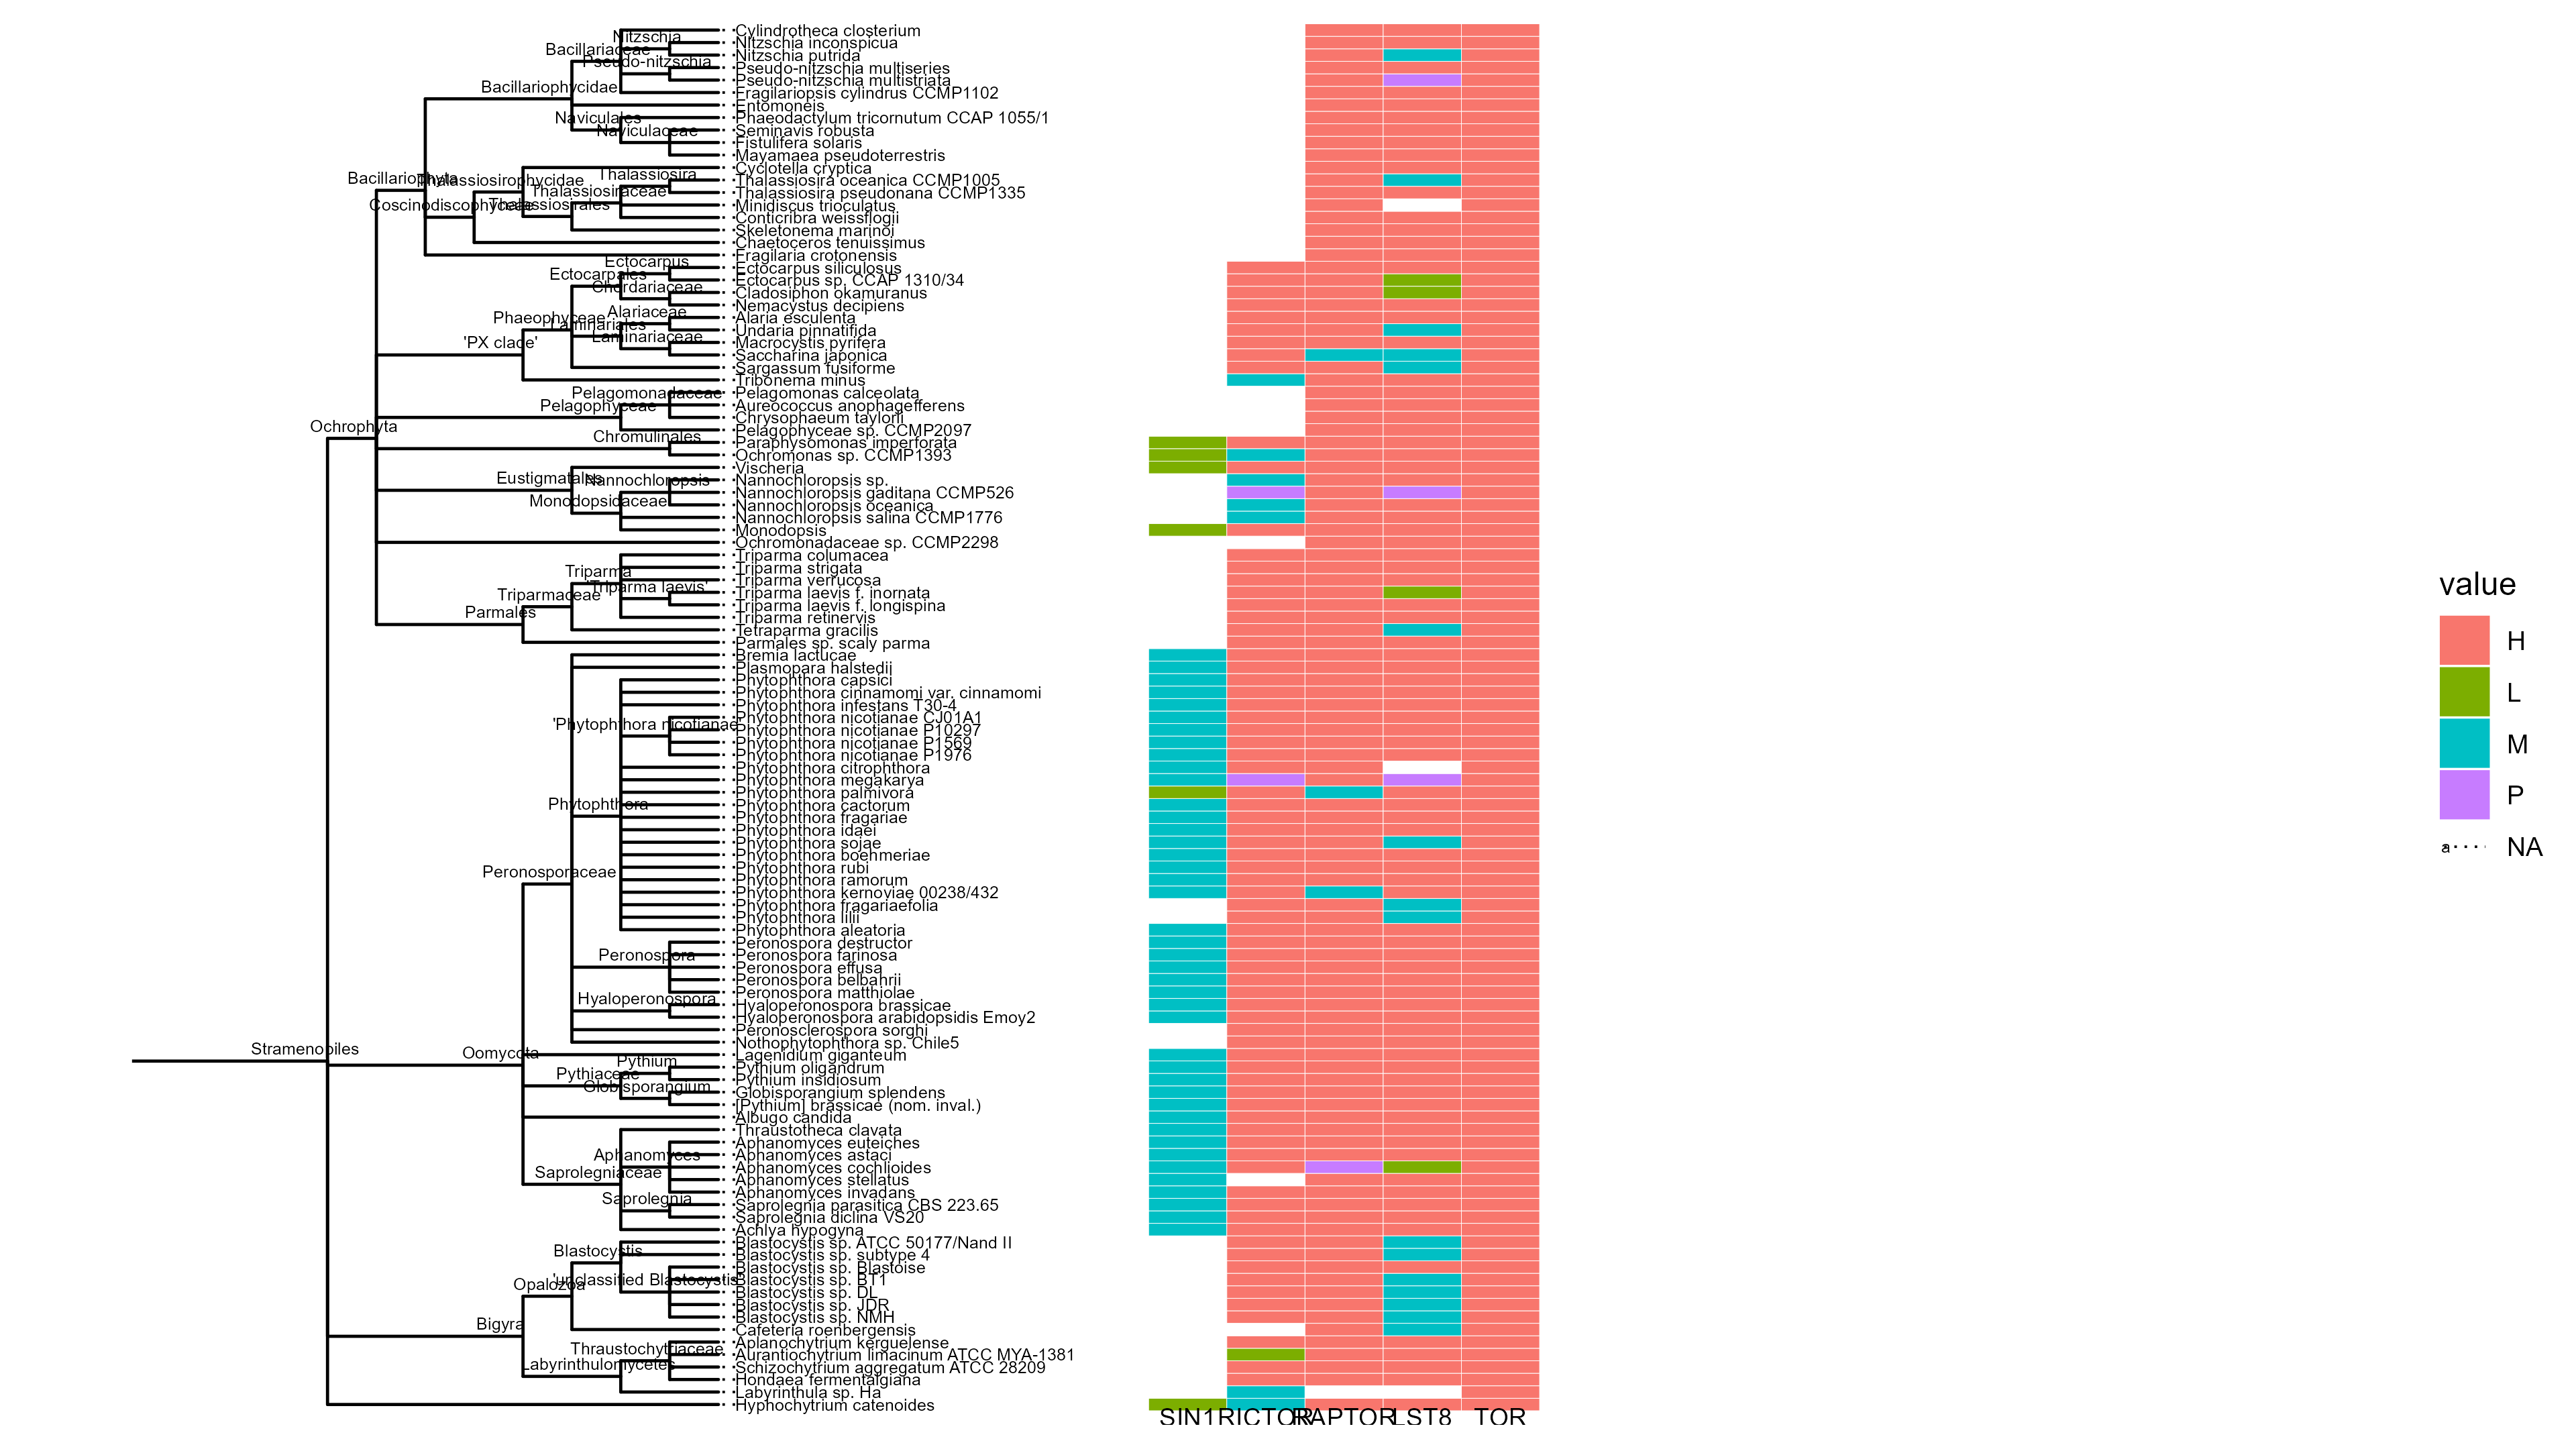 Cylindrotheca closterium
Nitzschia
Nitzschia inconspicua
Bacillariaceae
Nitzschia putrida
Pseudo-nitzschia
Pseudo-nitzschia multiseries
Pseudo-nitzschia multistriata
Bacillariophycidae
Fragilariopsis cylindrus CCMP1102
Entomoneis
Naviculales
Phaeodactylum tricornutum CCAP 1055/1
Naviculaceae
Seminavis robusta
Fistulifera solaris
Mayamaea pseudoterrestris
Cyclotella cryptica
Thalassiosira
Bacillariophyta
Thalassiosirophycidae
Thalassiosira oceanica CCMP1005
Thalassiosiraceae
Thalassiosira pseudonana CCMP1335
Coscinodiscophyceae
Thalassiosirales
Minidiscus trioculatus
Conticribra weissflogii
Skeletonema marinoi
Chaetoceros tenuissimus
Fragilaria crotonensis
Ectocarpus
Ectocarpus siliculosus
Ectocarpales
Ectocarpus sp. CCAP 1310/34
Chordariaceae
Cladosiphon okamuranus
Nemacystus decipiens
Alariaceae
Phaeophyceae
Alaria esculenta
Laminariales
Undaria pinnatifida
Laminariaceae
'PX clade'
Macrocystis pyrifera
Saccharina japonica
Sargassum fusiforme
Tribonema minus
Pelagomonadaceae
Pelagomonas calceolata
Pelagophyceae
Aureococcus anophagefferens
Chrysophaeum taylorii
Ochrophyta
Pelagophyceae sp. CCMP2097
Chromulinales
Paraphysomonas imperforata
Ochromonas sp. CCMP1393
Vischeria
Eustigmatales
Nannochloropsis
Nannochloropsis sp.
Nannochloropsis gaditana CCMP526
Monodopsidaceae
Nannochloropsis oceanica
Nannochloropsis salina CCMP1776
Monodopsis
Ochromonadaceae sp. CCMP2298
Triparma columacea
Triparma
Triparma strigata
Triparma verrucosa
'Triparma laevis'
Triparmaceae
Triparma laevis f. inornata
Triparma laevis f. longispina
Parmales
Triparma retinervis
Tetraparma gracilis
Parmales sp. scaly parma
Bremia lactucae
Plasmopara halstedii
Phytophthora capsici
Phytophthora cinnamomi var. cinnamomi
Phytophthora infestans T30-4
Phytophthora nicotianae CJ01A1
'Phytophthora nicotianae'
Phytophthora nicotianae P10297
Phytophthora nicotianae P1569
Phytophthora nicotianae P1976
Phytophthora citrophthora
Phytophthora megakarya
Phytophthora palmivora
Phytophthora
Phytophthora cactorum
Phytophthora fragariae
Phytophthora idaei
Phytophthora sojae
Phytophthora boehmeriae
Peronosporaceae
Phytophthora rubi
Phytophthora ramorum
Phytophthora kernoviae 00238/432
Phytophthora fragariaefolia
Phytophthora lilii
Phytophthora aleatoria
Peronospora destructor
Peronospora
Peronospora farinosa
Peronospora effusa
Peronospora belbahrii
Peronospora matthiolae
Hyaloperonospora
Hyaloperonospora brassicae
Hyaloperonospora arabidopsidis Emoy2
Peronosclerospora sorghi
Nothophytophthora sp. Chile5
Stramenopiles
Oomycota
Lagenidium giganteum
Pythium
Pythium oligandrum
Pythiaceae
Pythium insidiosum
Globisporangium
Globisporangium splendens
[Pythium] brassicae (nom. inval.)
Albugo candida
Thraustotheca clavata
Aphanomyces euteiches
Aphanomyces
Aphanomyces astaci
Saprolegniaceae
Aphanomyces cochlioides
Aphanomyces stellatus
Aphanomyces invadans
Saprolegnia
Saprolegnia parasitica CBS 223.65
Saprolegnia diclina VS20
Achlya hypogyna
Blastocystis sp. ATCC 50177/Nand II
Blastocystis
Blastocystis sp. subtype 4
Blastocystis sp. Blastoise
'unclassified Blastocystis'
Blastocystis sp. BT1
Opalozoa
Blastocystis sp. DL
Blastocystis sp. JDR
Blastocystis sp. NMH
Bigyra
Cafeteria roenbergensis
Aplanochytrium kerguelense
Thraustochytriaceae
Aurantiochytrium limacinum ATCC MYA-1381
Labyrinthulomycetes
Schizochytrium aggregatum ATCC 28209
Hondaea fermentalgiana
Labyrinthula sp. Ha
Hyphochytrium catenoides
SIN1 RICTOR RAPTOR LST8 TOR
value
H
L
M
P
a NA